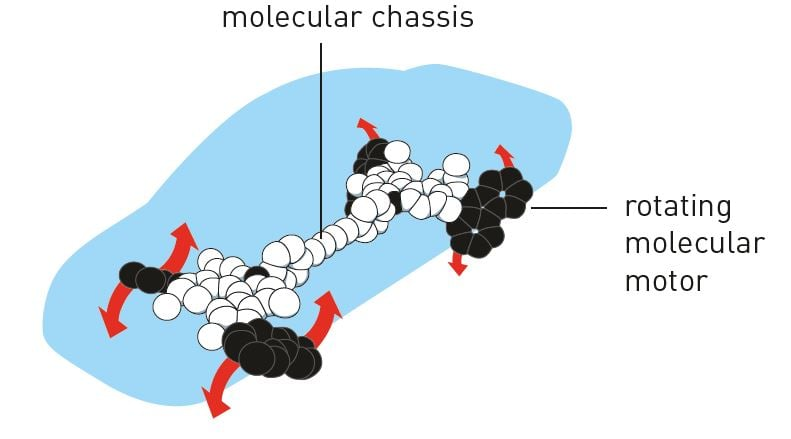 molecular chassis
rotating
molecular
motor